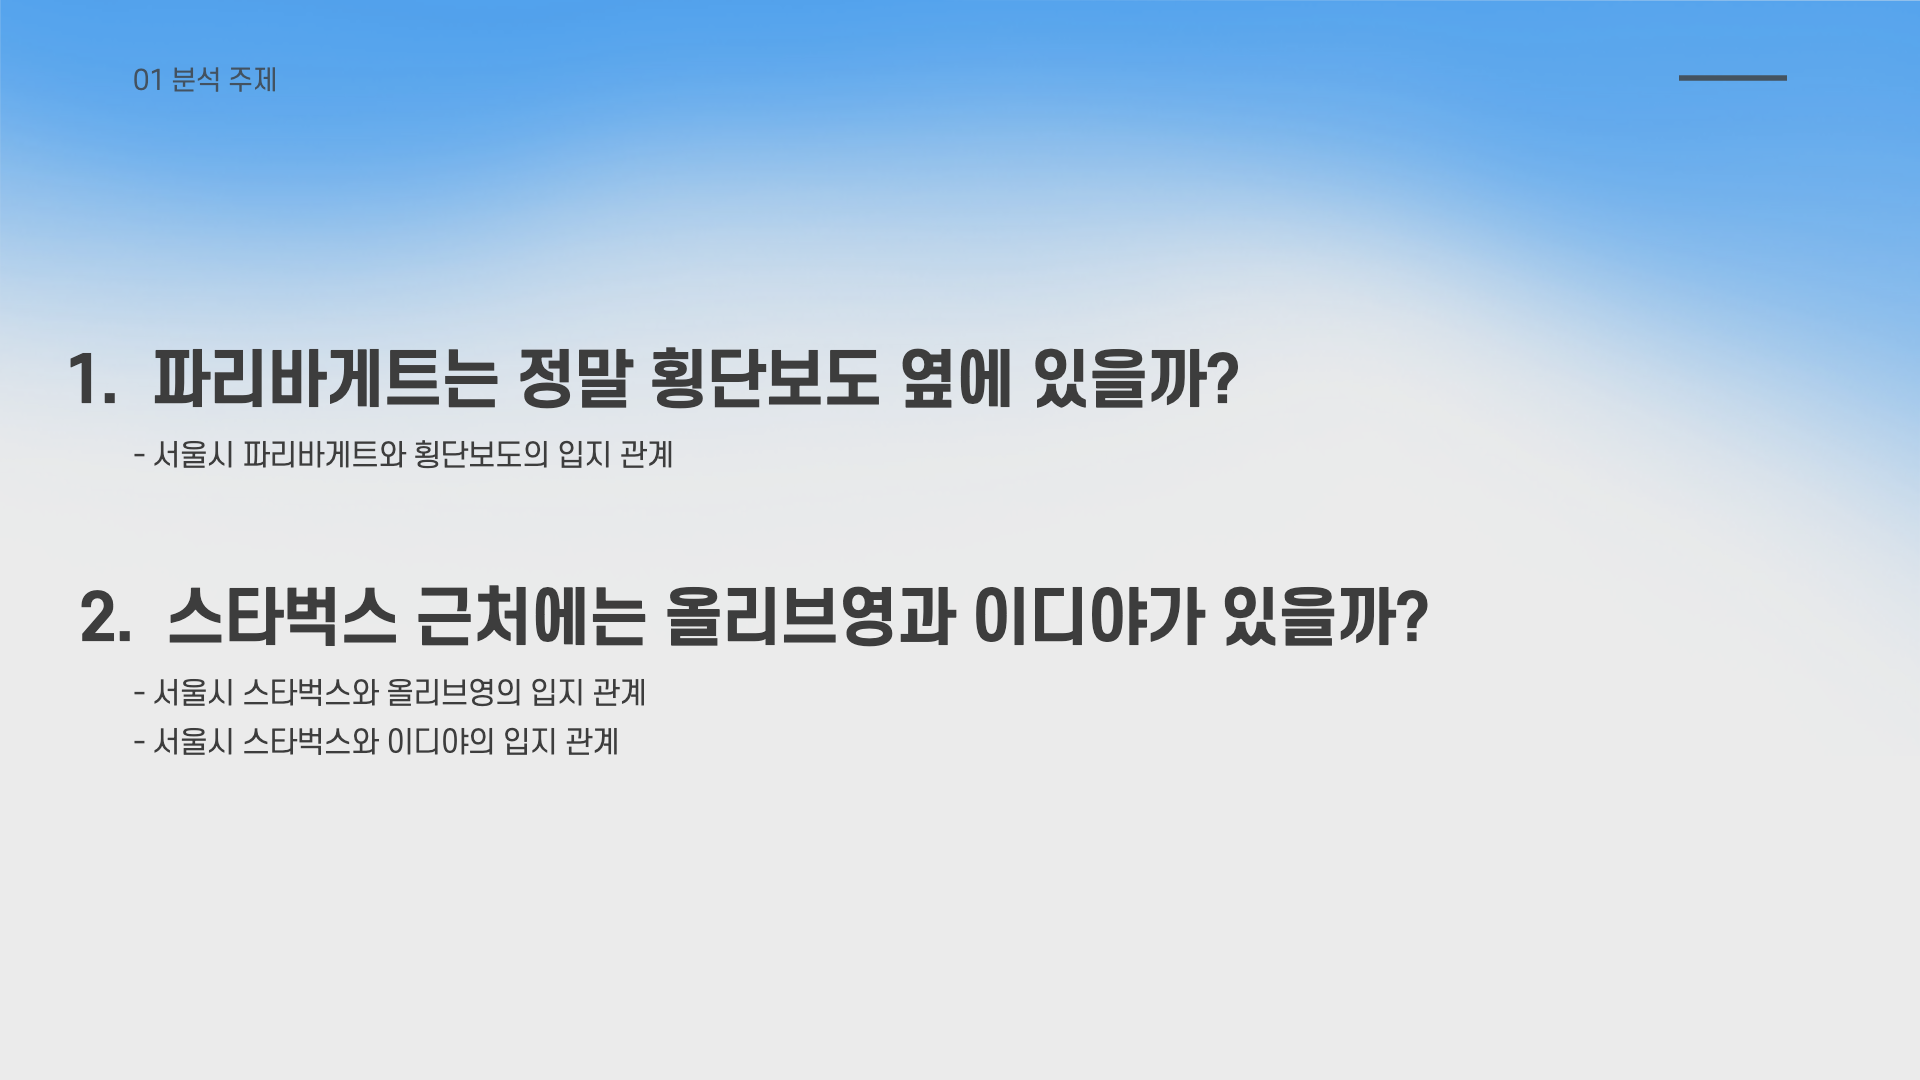 01 분석 주제
1. 파리바게트는 정말 횡단보도 옆에 있을까?
- 서울시 파리바게트와 횡단보도의 입지 관계
2. 스타벅스 근처에는 올리브영과 이디야가 있을까?
- 서울시 스타벅스와 올리브영의 입지 관계
- 서울시 스타벅스와 이디야의 입지 관계